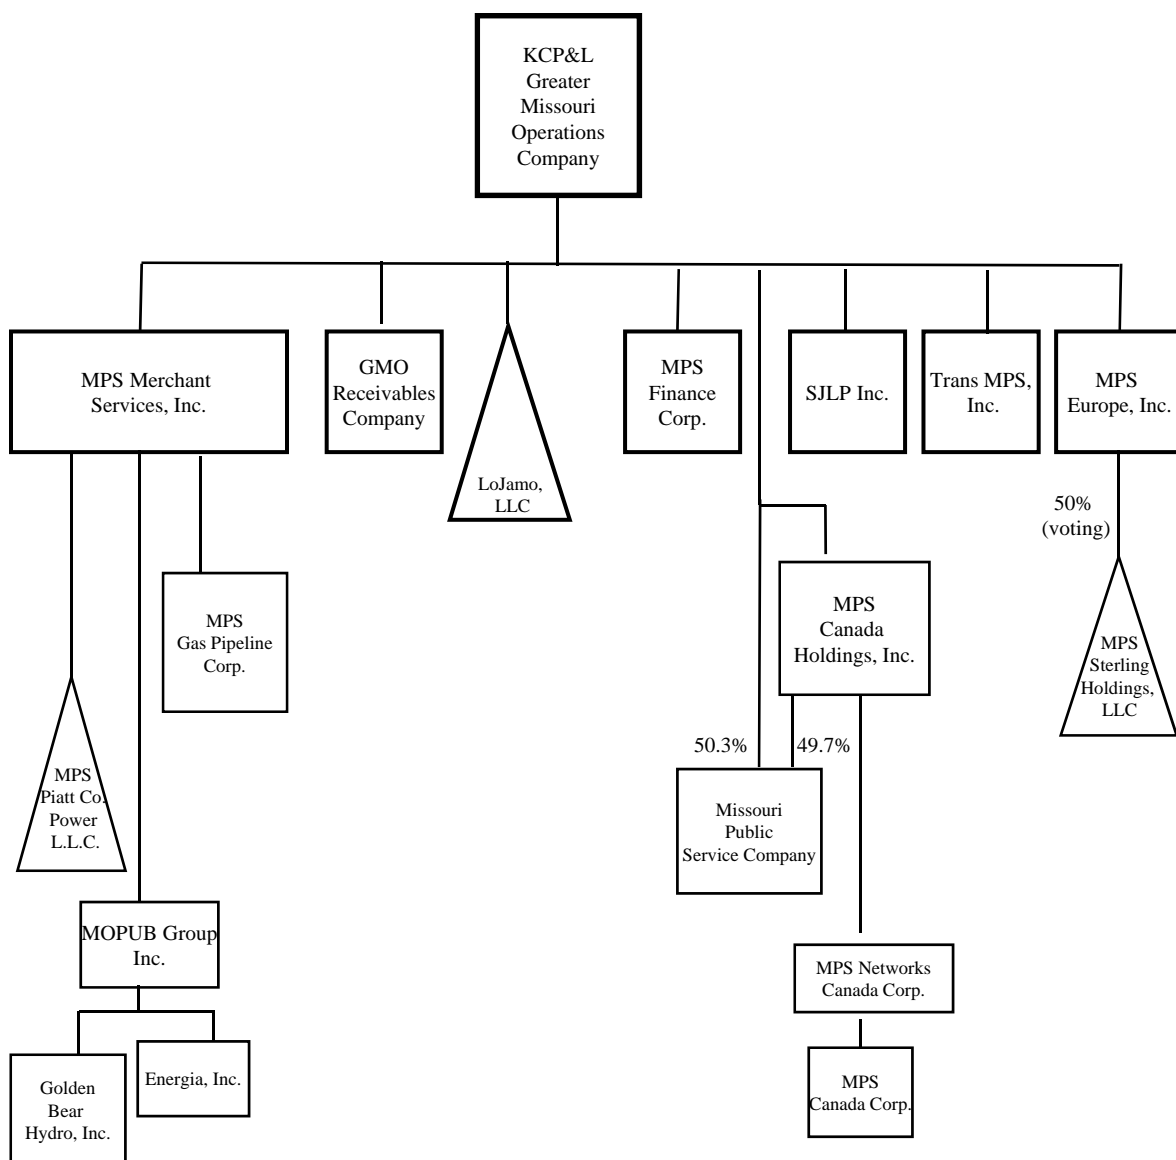 KCP&L
Greater
Missouri
Operations
Company
MPS Merchant
Services, Inc.
GMO
Receivables
Company
LoJamo,
LLC
MPS
Finance
Corp.
SJLP Inc.
Trans MPS,
Inc.
MPS
Europe, Inc.
50%
(voting)
MPS
Gas Pipeline
Corp.
MPS
Canada
Holdings, Inc.
MPS
Sterling
Holdings,
LLC
50.3%
49.7%
MPS
Piatt Co.
Power
L.L.C.
Missouri
Public
Service Company
MOPUB Group
Inc.
MPS Networks
Canada Corp.
Golden
Bear
Hydro, Inc.
Energia, Inc.
MPS
Canada Corp.